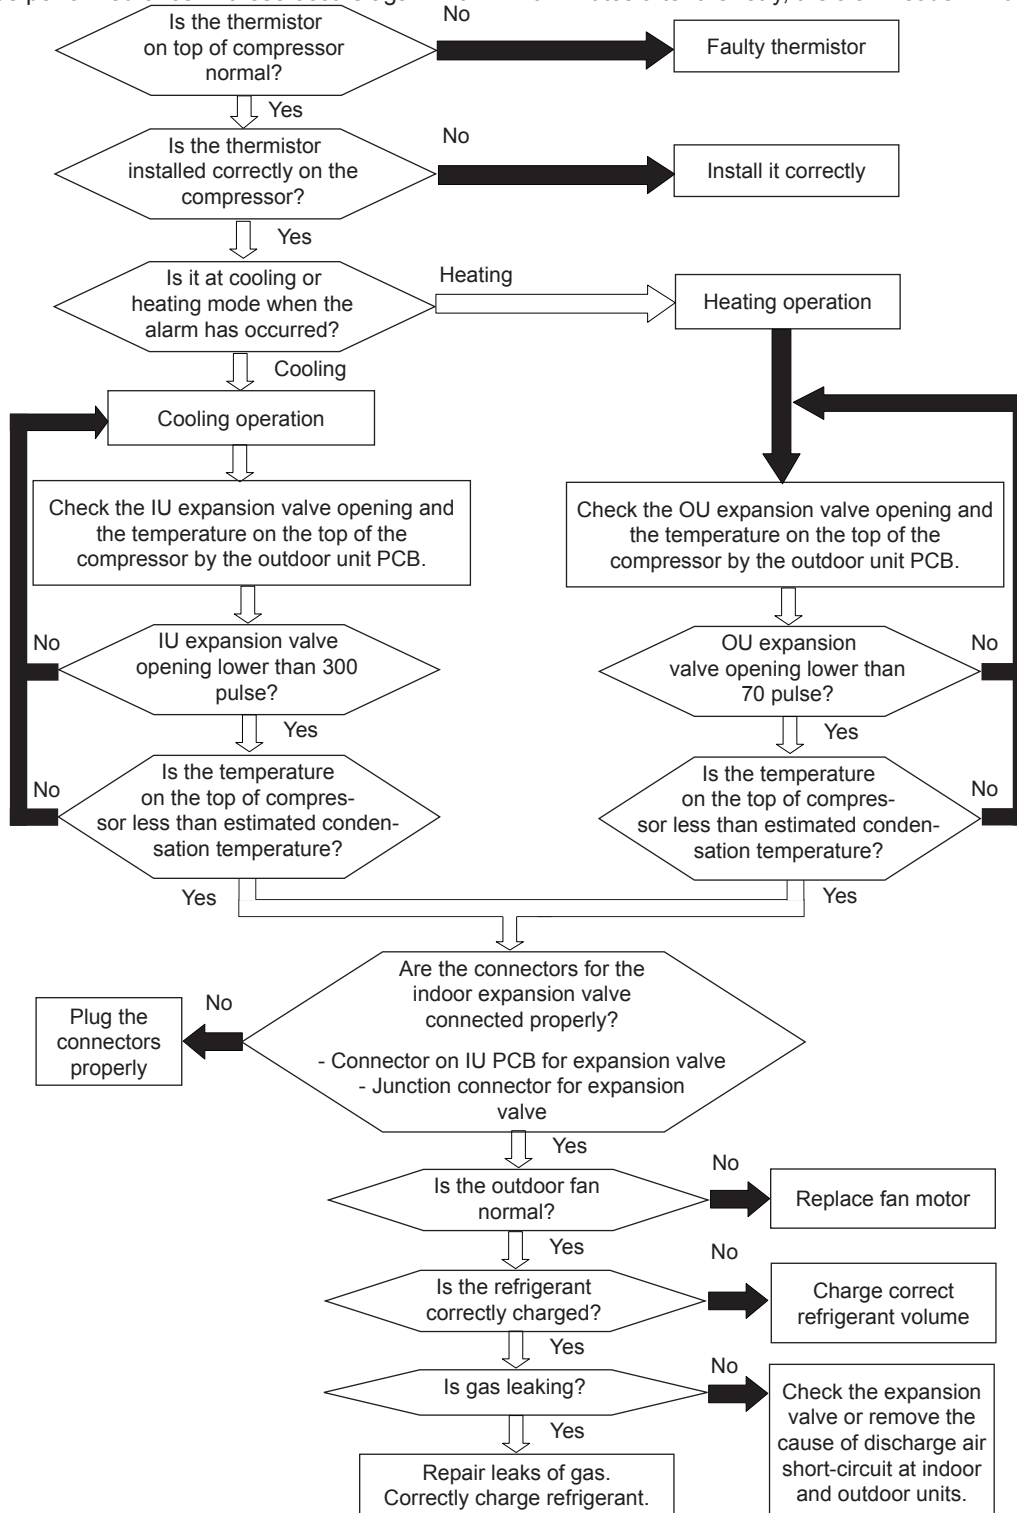 No
Is the thermistor
on top of compressor
normal?
Faulty thermistor
Yes
No
Is the thermistor
installed correctly on the
compressor?
Install it correctly
Yes
Is it at cooling or
heating mode when the
alarm has occurred?
Heating
Heating operation
Cooling
Cooling operation
Check the IU expansion valve opening and
the temperature on the top of the
compressor by the outdoor unit PCB.
Check the OU expansion valve opening and
the temperature on the top of the
compressor by the outdoor unit PCB.
No
IU expansion valve
opening lower than 300
pulse?
OU expansion
valve opening lower than
70 pulse?
No
Yes
Yes
No
Is the temperature
on the top of compres-
sor less than estimated conden-
sation temperature?
Is the temperature
on the top of compres-
sor less than estimated conden-
sation temperature?
No
Yes
Yes
Are the connectors for the
indoor expansion valve
connected properly?
- Connector on IU PCB for expansion valve
- Junction connector for expansion
valve
No
Plug the
connectors
properly
Yes
Is the outdoor fan
normal?
No
Replace fan motor
Yes
Is the refrigerant
correctly charged?
No
Charge correct
refrigerant volume
Yes
Is gas leaking?
No
Check the expansion
valve or remove the
cause of discharge air
short-circuit at indoor
and outdoor units.
Yes
Repair leaks of gas.
Correctly charge refrigerant.